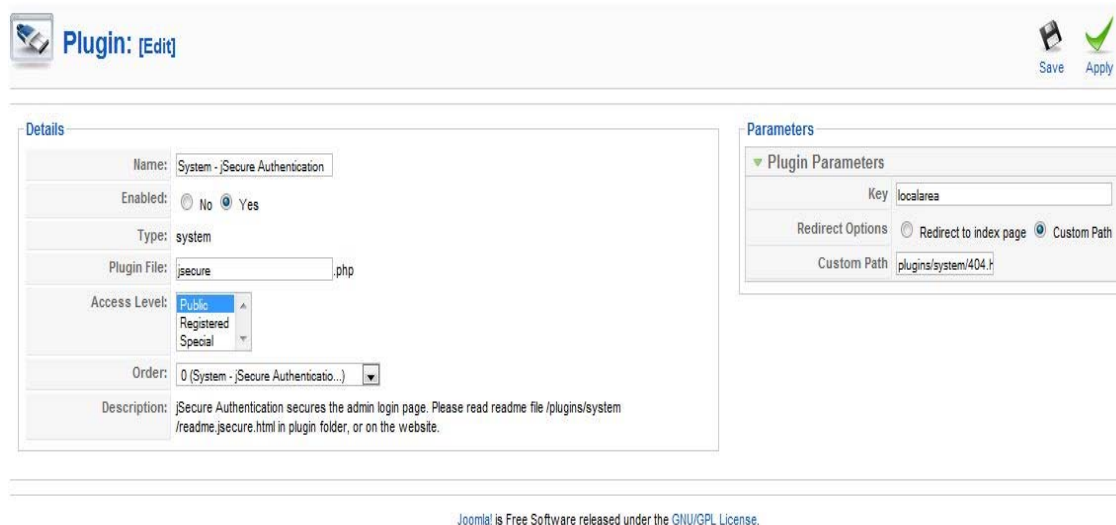 Plugin: [Edit]
Save Apply
Details
Name: System - jSecure Authentication
Enabled: No Yes
Type: system
Plugin File: jsecure .php
Access Level: Public
Registered
Special
Order: 0 (System - jSecure Authenticatio...)
Description: jSecure Authentication secures the admin login page. Please read readme file /plugins/system
/readme.jsecure.html in plugin folder, or on the website.
Parameters
Plugin Parameters
Key localarea
Redirect Options Redirect to index page Custom Path
Custom Path plugins/system/404.h
Joomla! is Free Software released under the GNU/GPL License.